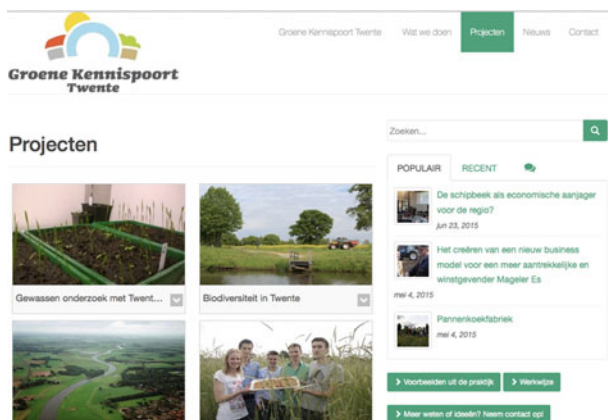 Groene Kennispoort
Twente
Groene Kennispoort Twente Wat we doen Projecten Nieuws Contact
Projecten
Gewassen onderzoek met Twent...
Biodiversiteit in Twente
Zoeken...
POPULAIR RECENT
De schipbeek als economische aanjager
voor de regio?
jun 23, 2015
Het creëren van een nieuw business
model voor een meer aantrekkelijke en
winstgevender Mageler Es
mei 4, 2015
Pannenkoekfabriek
mei 4, 2015
Voorbeelden uit de praktijk Werkwijze
Meer weten of ideeën? Neem contact op!